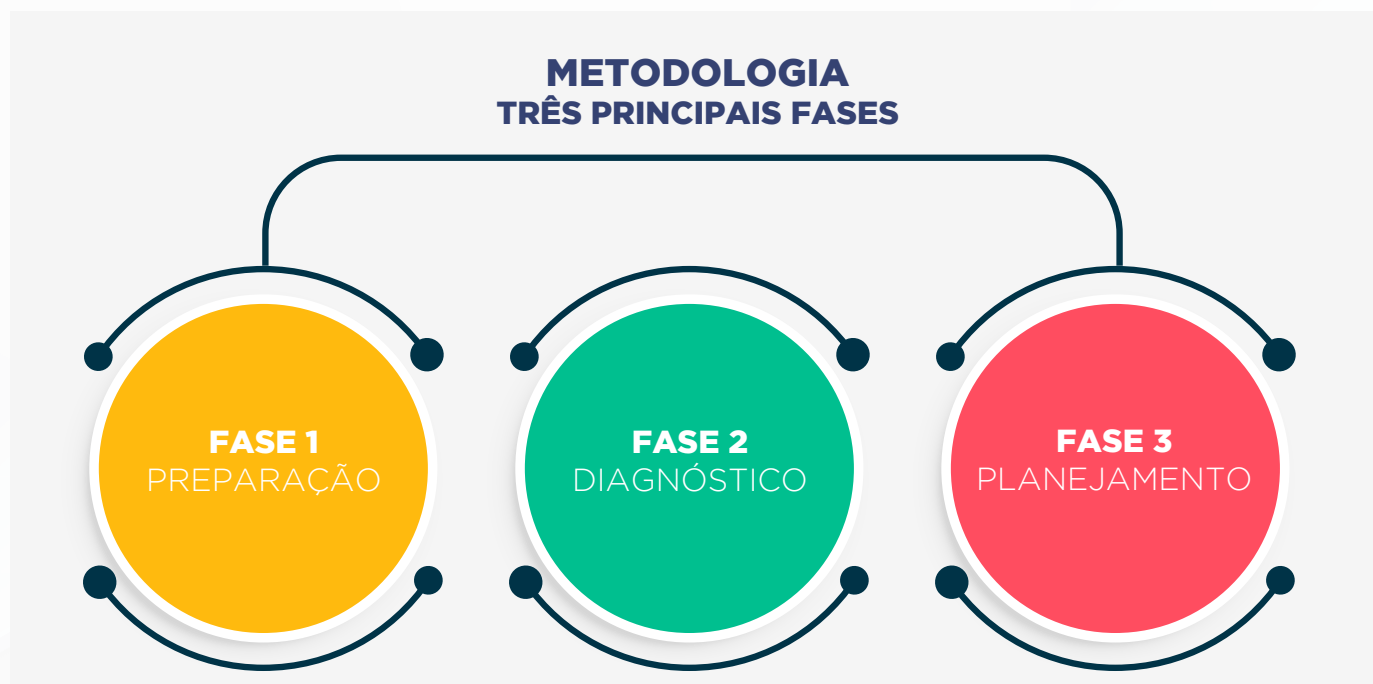 METODOLOGIA
TRÊS PRINCIPAIS FASES
FASE 1
PREPARAÇÃO
FASE 2
DIAGNÓSTICO
FASE 3
PLANEJAMENTO